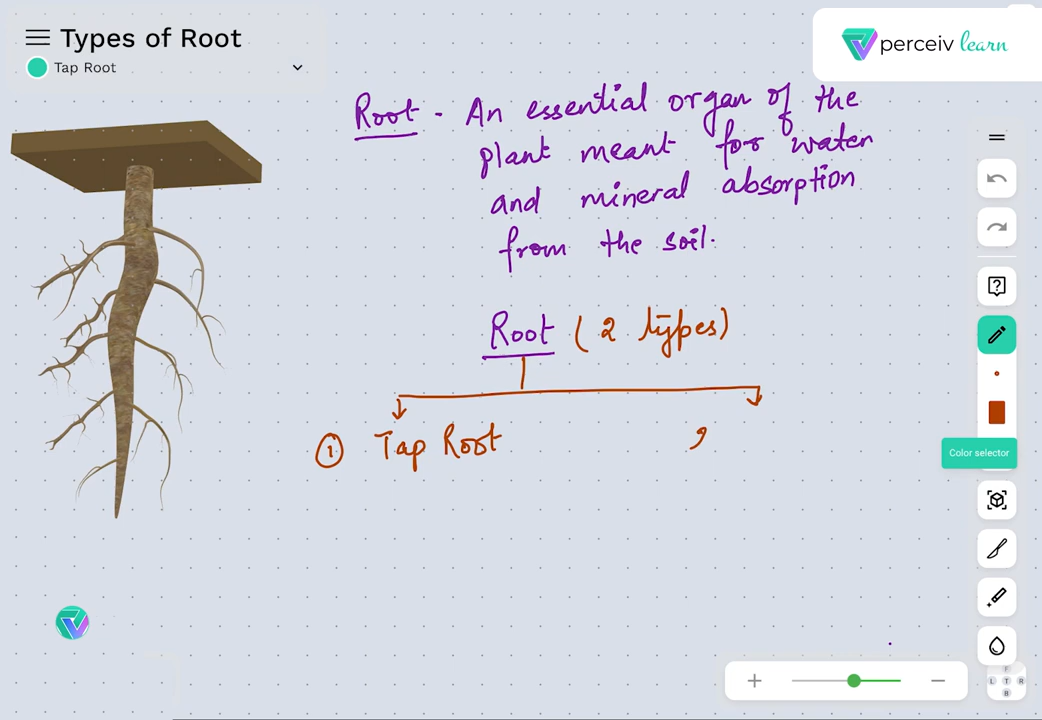 Types of Root
Tap Root
perceiv learn
Root - An essential organ of the
plant meant for water
and mineral absorption
from the soil.
Root (2 types)
① Tap Root
Color selector
F
L T R
B